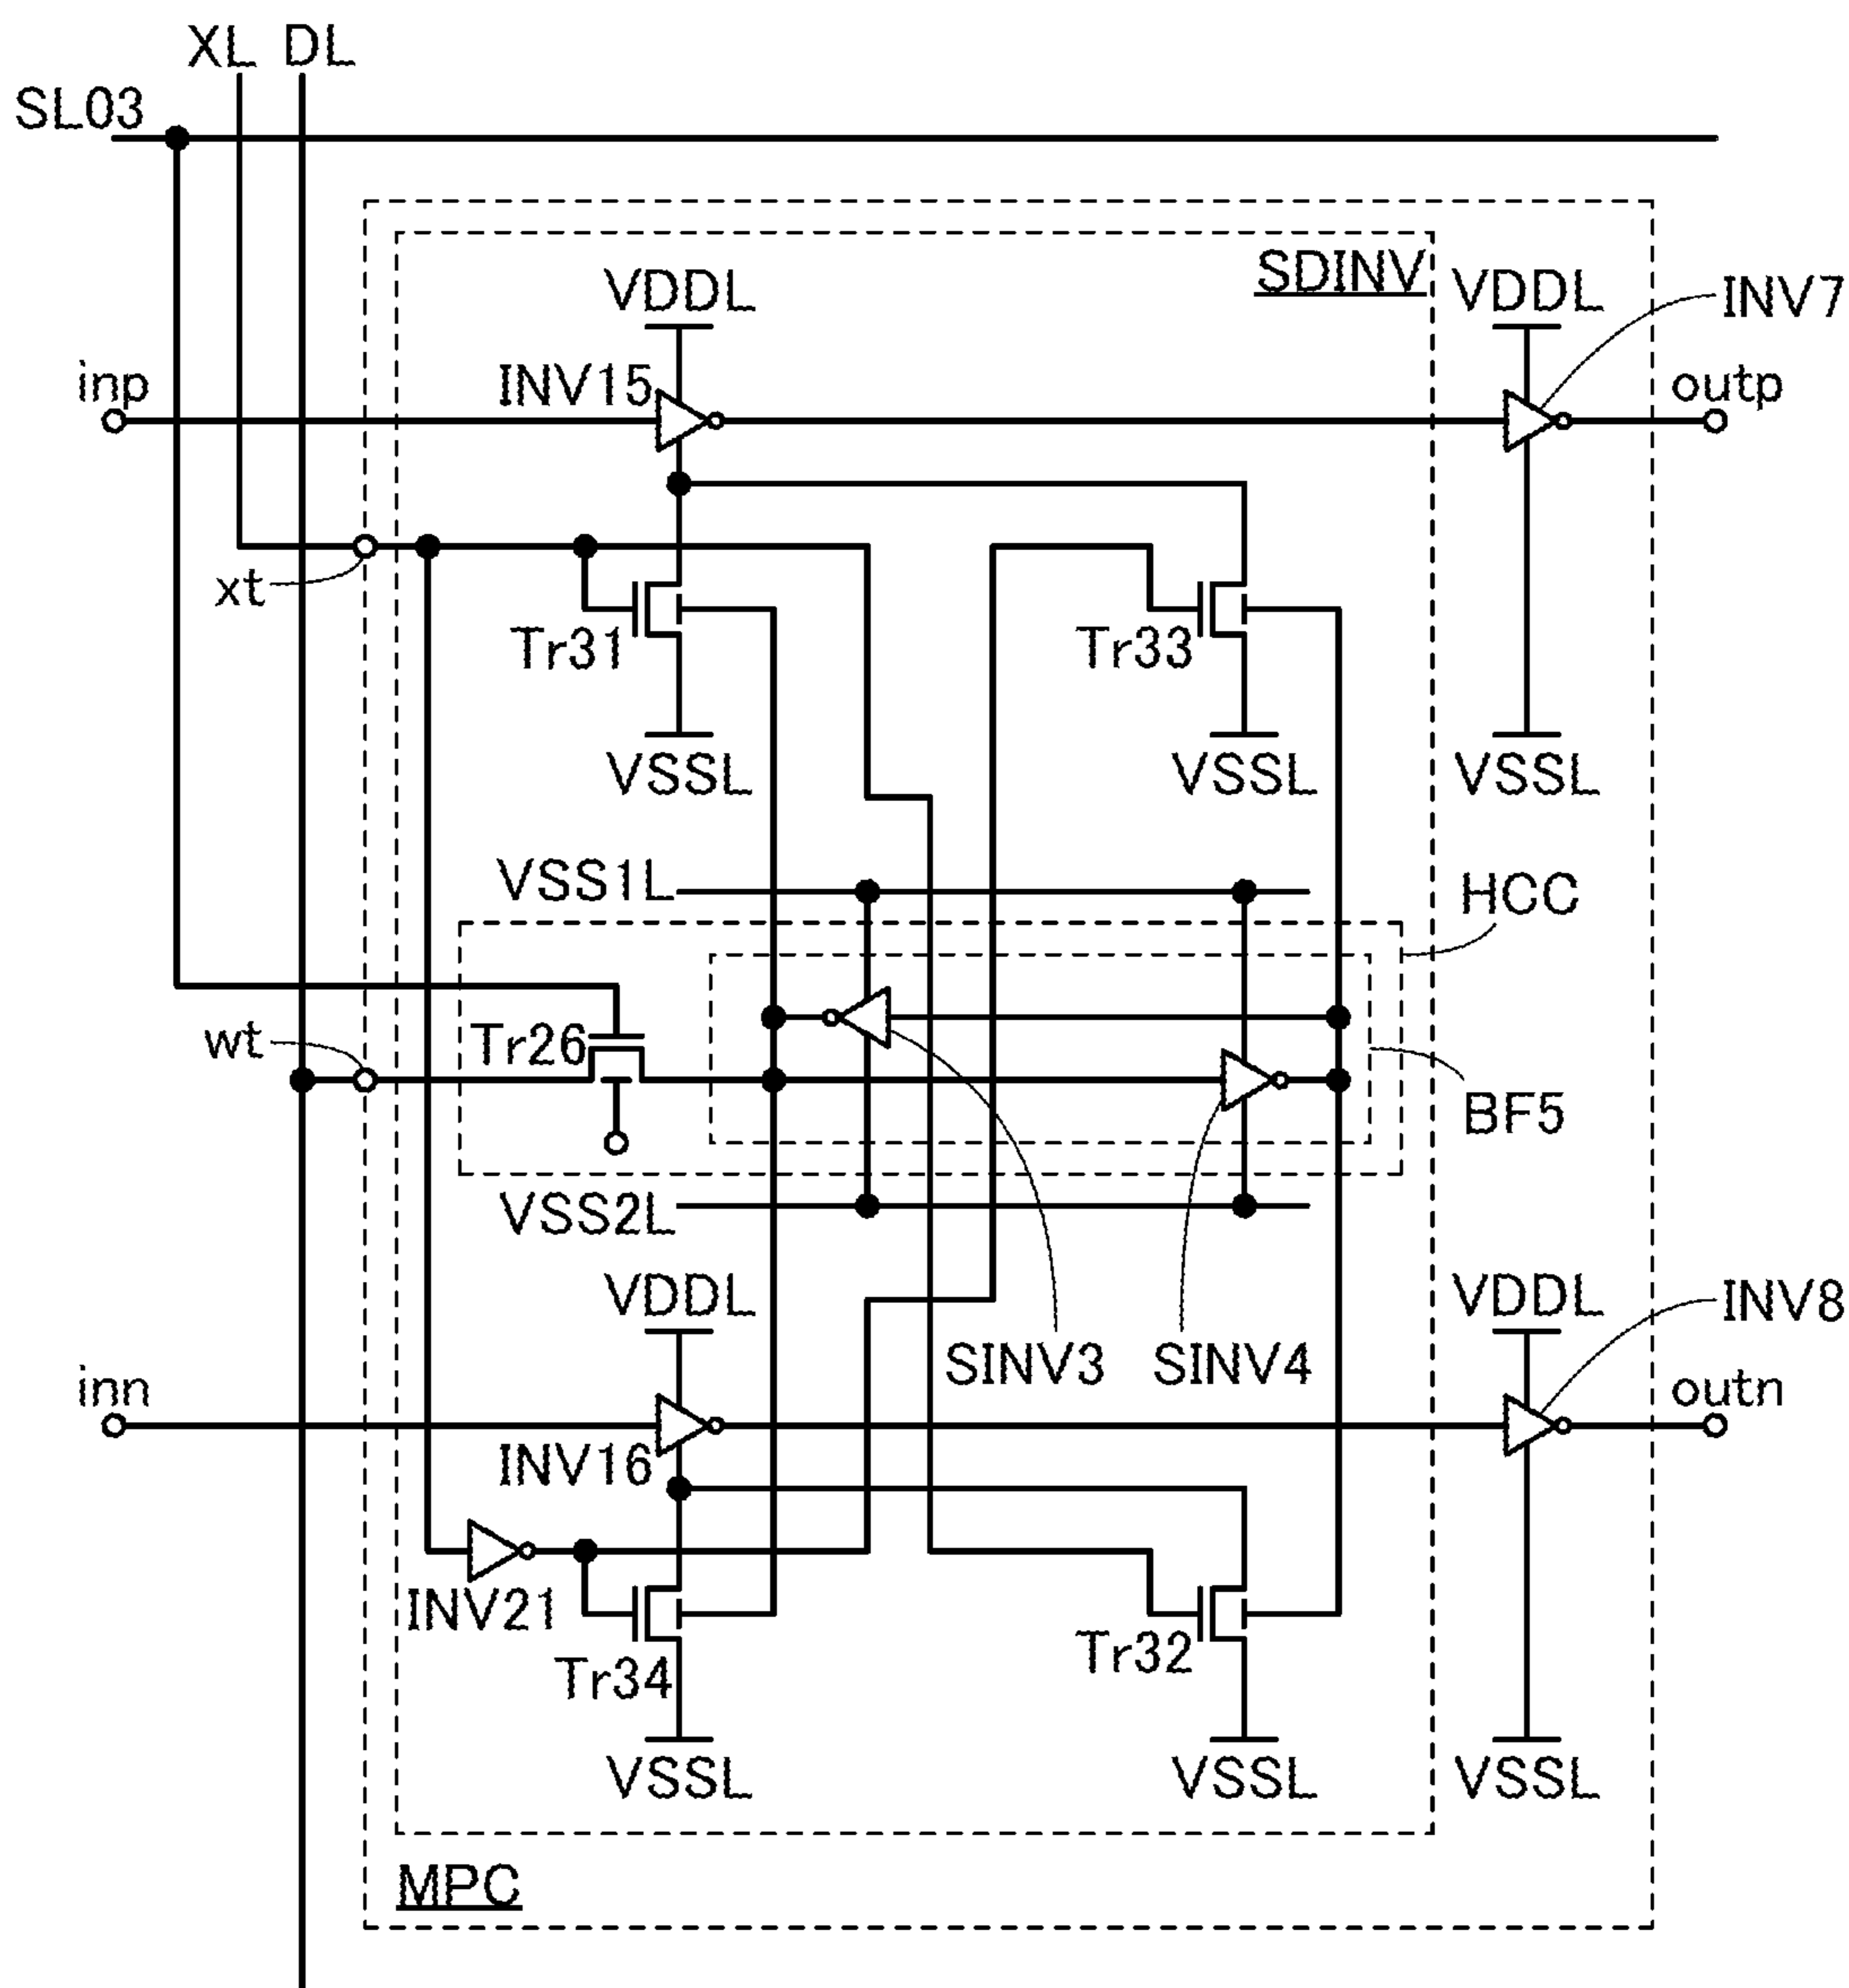 XL DL
SL03
SDINV
VDDL
VDDL
INV7
inp
INV15
outp
xt
Tr31
Tr33
VSSL
VSSL
VSSL
VSS1L
HCC
wt
Tr26
BF5
VSS2L
VDDL
VDDL
INV8
SINV3
SINV4
inn
outn
INV16
INV21
Tr34
Tr32
VSSL
VSSL
VSSL
MPC